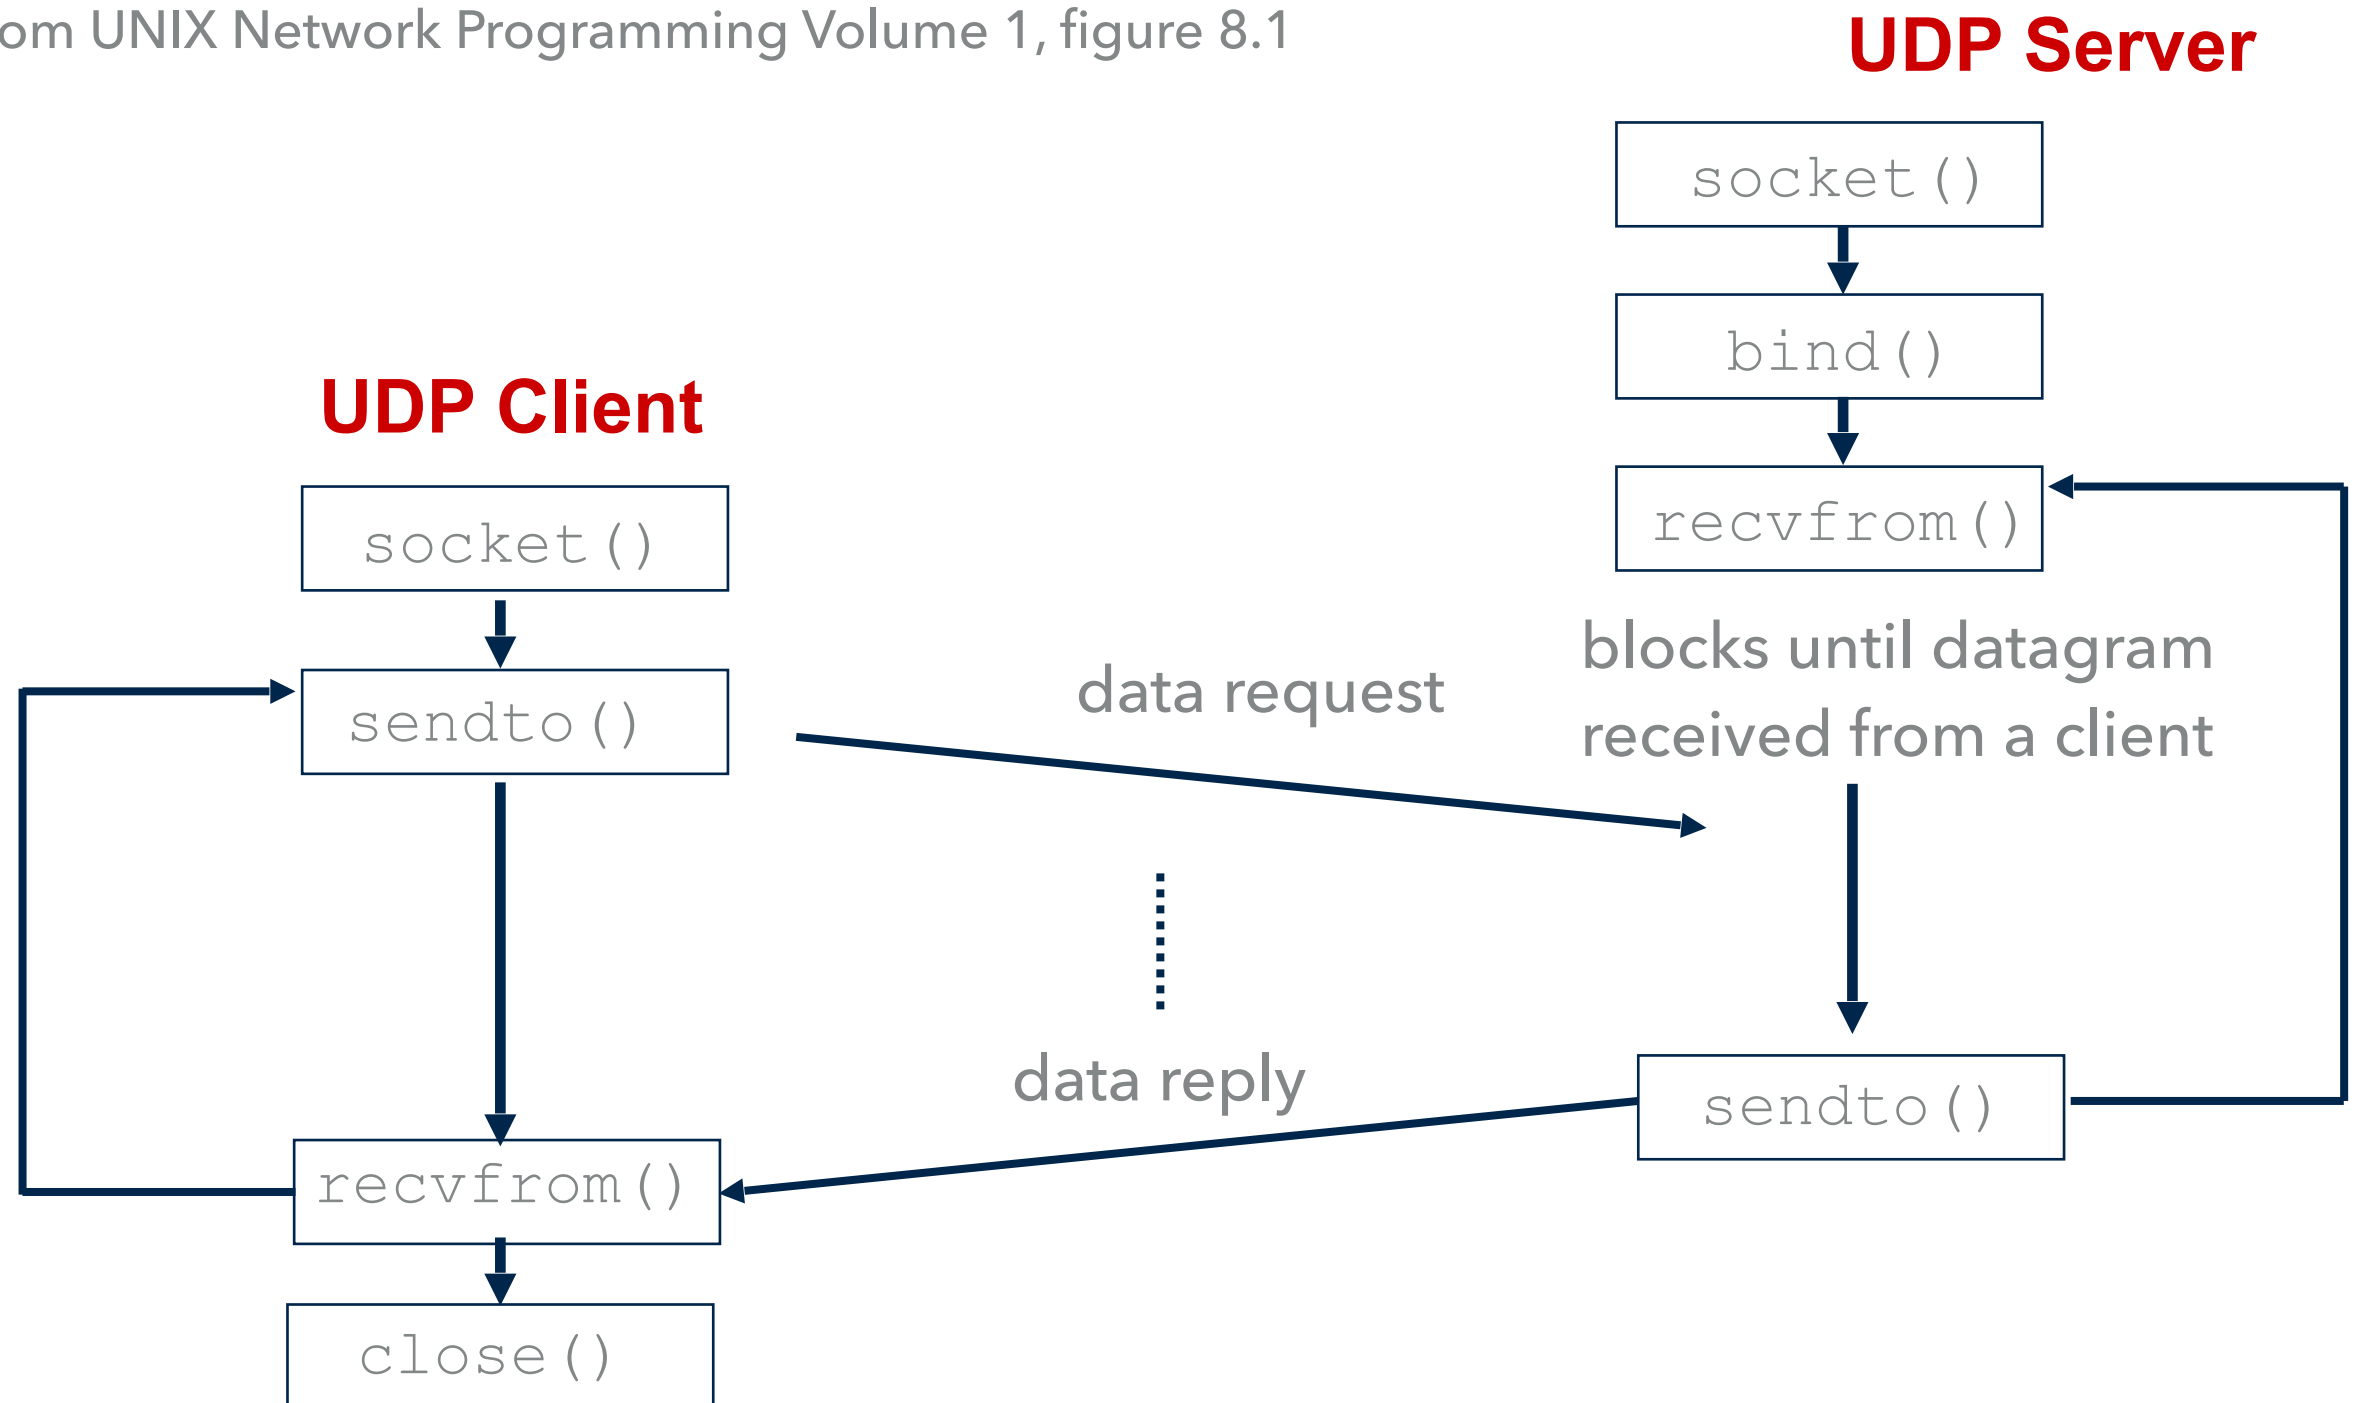 om UNIX Network Programming Volume 1, figure 8.1
UDP Server
socket()
bind()
recvfrom()
blocks until datagram
received from a client
sendto()
UDP Client
socket()
sendto()
data request
data reply
recvfrom()
close()